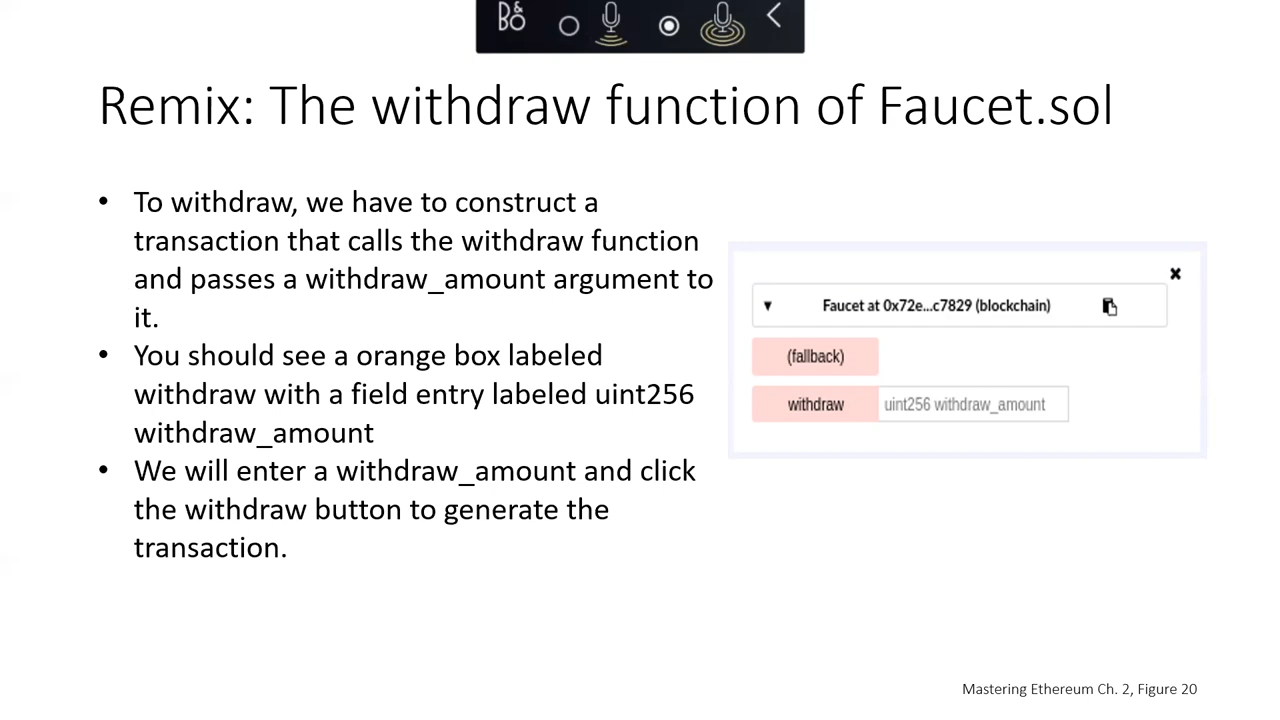 B&O
Remix: The withdraw function of Faucet.sol
• To withdraw, we have to construct a
transaction that calls the withdraw function
and passes a withdraw_amount argument to
it.
• You should see a orange box labeled
withdraw with a field entry labeled uint256
withdraw_amount
• We will enter a withdraw_amount and click
the withdraw button to generate the
transaction.
Faucet at 0x72e...c7829 (blockchain)
(fallback)
withdraw uint256 withdraw_amount
Mastering Ethereum Ch. 2, Figure 20